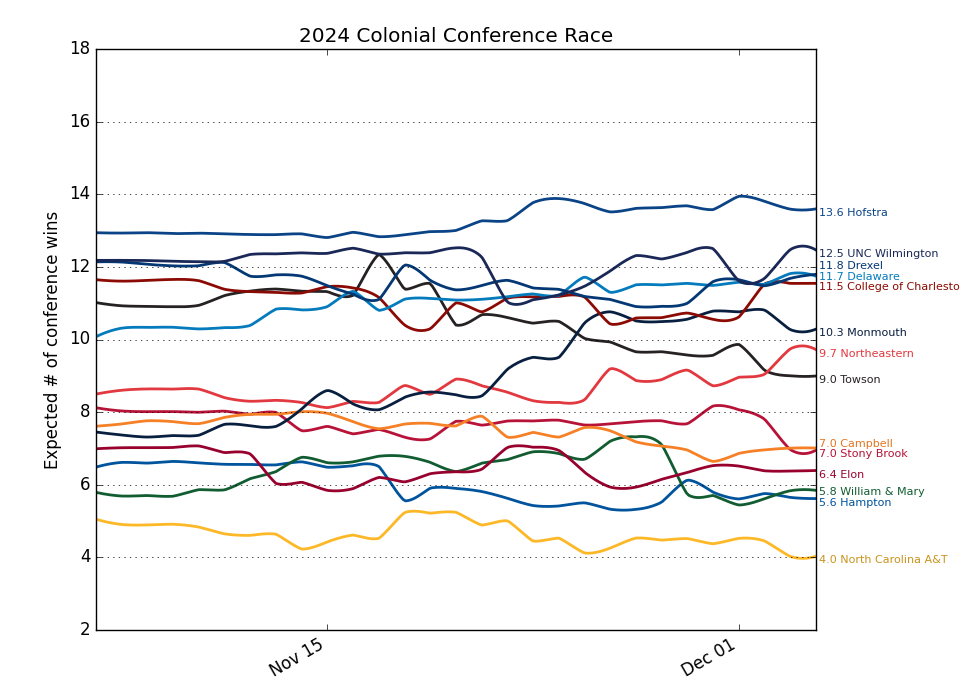 2024 Colonial Conference Race
Expected # of conference wins
18
16
14
12
10
8
6
4
2
Nov 15
Dec 01
13.6 Hofstra
12.5 UNC Wilmington
11.8 Drexel
11.7 Delaware
11.5 College of Charlesto
10.3 Monmouth
9.7 Northeastern
9.0 Towson
7.0 Campbell
7.0 Stony Brook
6.4 Elon
5.8 William & Mary
5.6 Hampton
4.0 North Carolina A&T